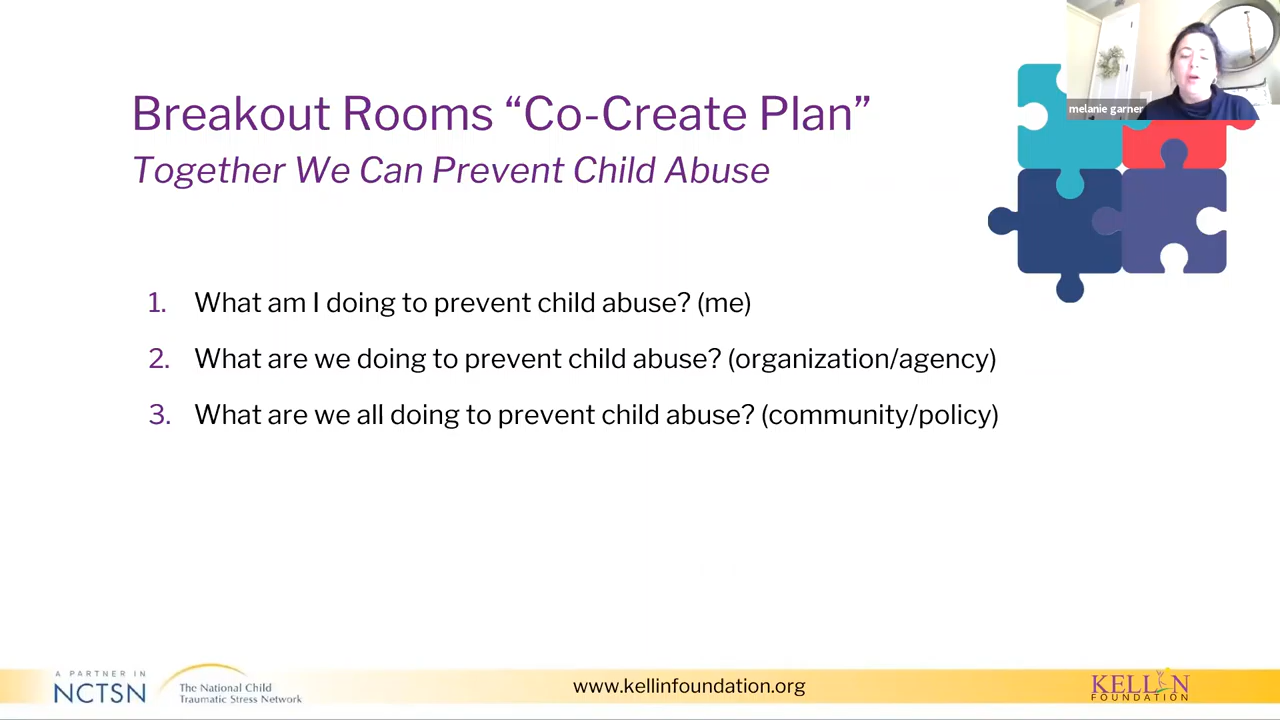 melanie garner
Breakout Rooms “Co-Create Plan”
Together We Can Prevent Child Abuse
1. What am I doing to prevent child abuse? (me)
2. What are we doing to prevent child abuse? (organization/agency)
3. What are we all doing to prevent child abuse? (community/policy)
A PARTNER IN
NCTSN
The National Child
Traumatic Stress Network
www.kellinfoundation.org
KELLIN
FOUNDATION